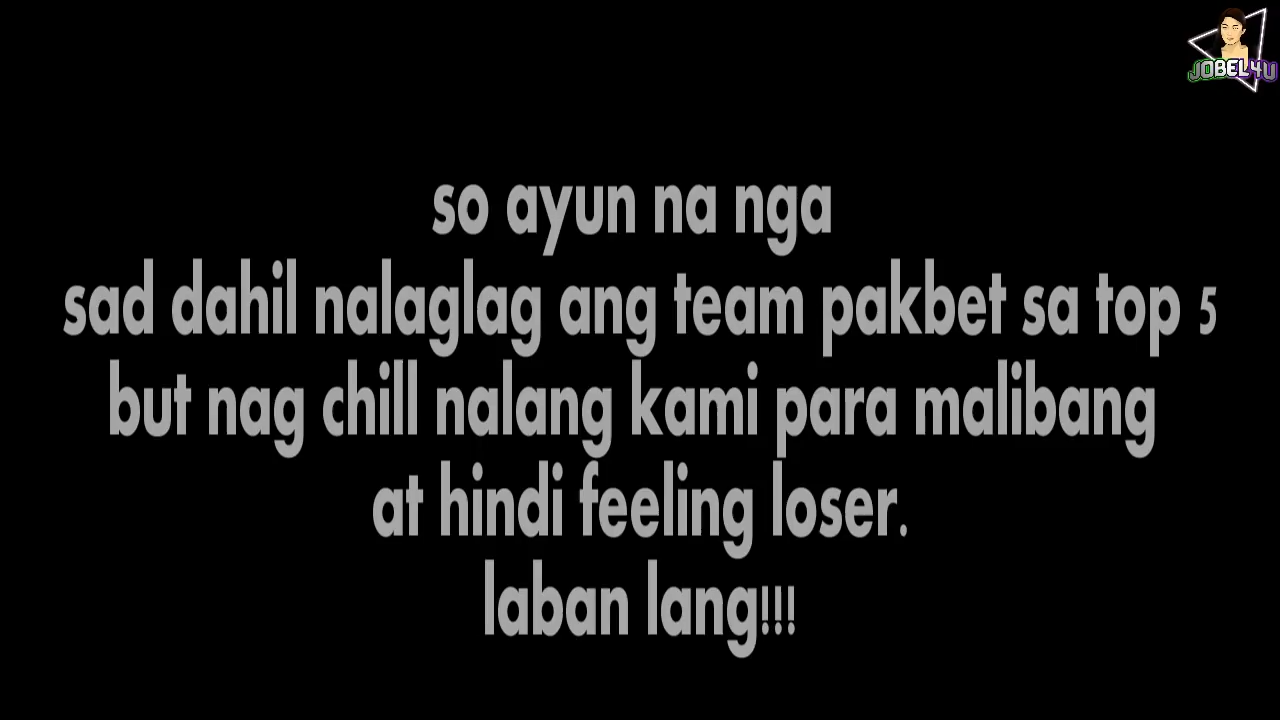 JOBEL4U
so ayun na nga
sad dahil nalaglag ang team pakbet sa top 5
but nag chill nalang kami para malibang
at hindi feeling loser.
laban lang!!!